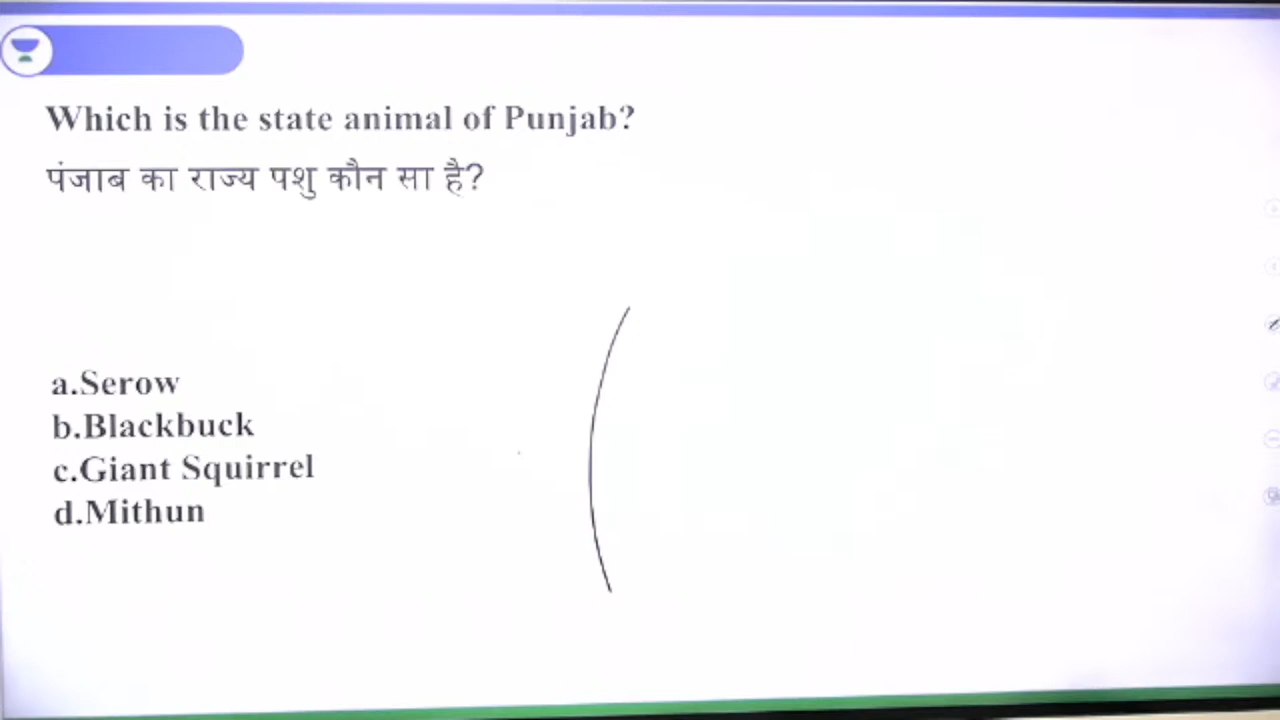 Which is the state animal of Punjab?
पंजाब का राज्य पशु कौन सा है?
a.Serow
b.Blackbuck
c.Giant Squirrel
d.Mithun